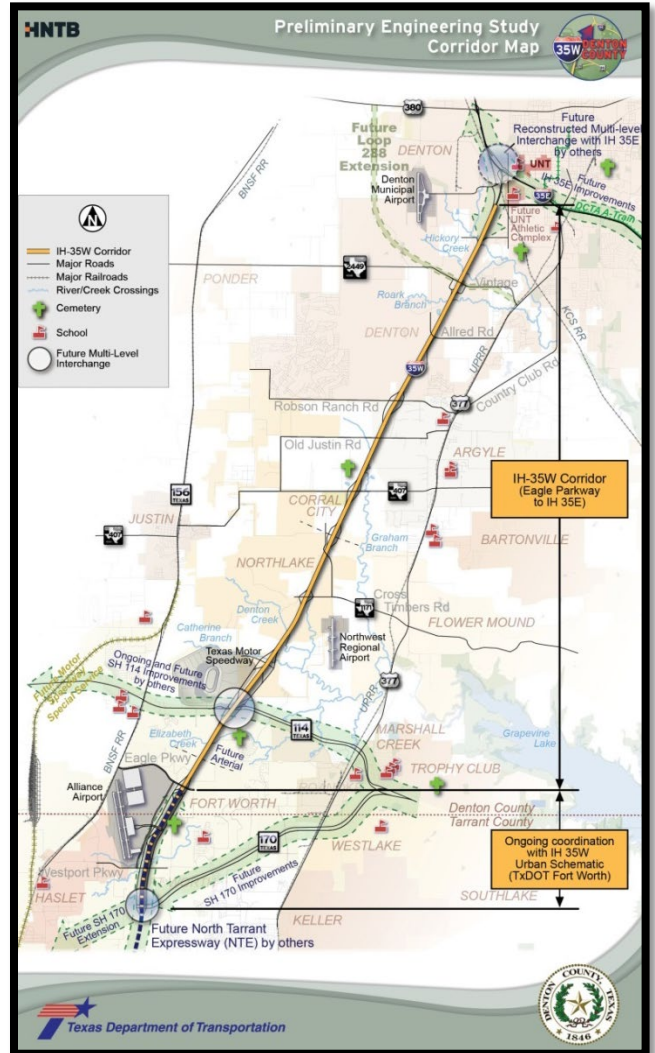 HNTB
Preliminary Engineering Study
Corridor Map
35W
1
DENTON
COUNTY
N
IH-35W Corridor
Major Roads
Major Railroads
River/Creek Crossings
Cemetery
School
Future Multi-Level
Interchange
380
Future
Reconstructed Multi-level
Interchange with IH 35E
by others
Future
Loop
288
Extension
DENTON
UNT
BNSF RR
Denton
Municipal
Airport
Future
IH 35E Improvements
35E
DCTA A-Train
Future
UNT
Athletic
Complex
Hickory
Creek
2449
PONDER
Vintage
Roark
Branch
DENTON
Allred Rd
KCS RR
UPRR
35W
Country Club Rd
377
Robson Ranch Rd
Old Justin Rd
ARGYLE
IH-35W Corridor
(Eagle Parkway
to IH 35E)
156
TEXAS
407
CORRAL
CITY
JUSTIN
407
BARTONVILLE
Graham
Branch
NORTHLAKE
Cross
Timbers Rd
1171
Denton
Creek
FLOWER MOUND
Catherine
Branch
Texas Motor
Speedway
Northwest
Regional
Airport
Ongoing and Future
SH 114 Improvements
by others
Future Motor
Speedway
Special Service
377
UPRR
114
TEXAS
MARSHALL
CREEK
Grapevine
Lake
Elizabeth
Creek
Future
Arterial
BNSF RR
Eagle Pkwy
TROPHY CLUB
Alliance
Airport
FORT WORTH
Denton County
Tarrant County
170
TEXAS
WESTLAKE
Ongoing coordination
with IH 35W
Urban Schematic
(TxDOT Fort Worth)
Westport Pkwy
Future
SH 170 Improvements
HASLET
SOUTHLAKE
KELLER
Future SH 170
Extension
Future North Tarrant
Expressway (NTE) by others
Texas Department of Transportation
DENTON COUNTY, TEXAS
1846